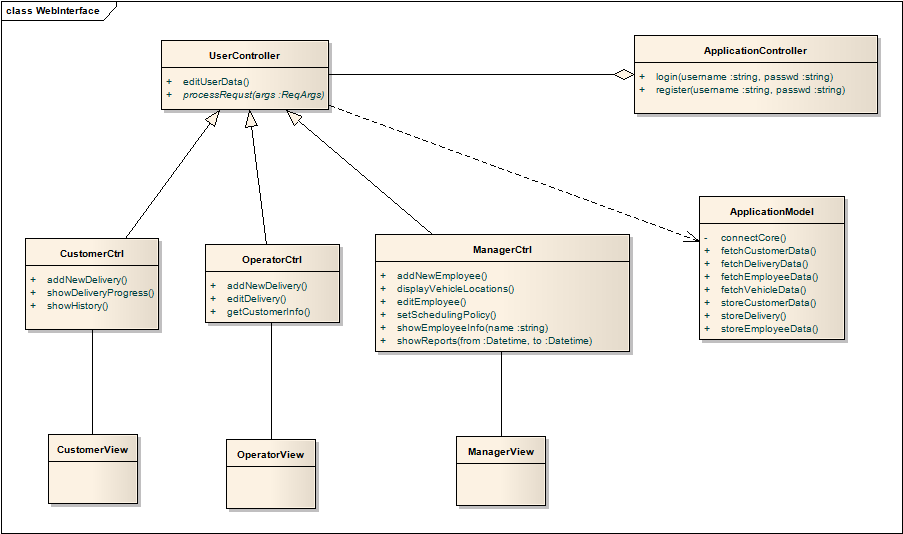 class WebInterface
UserController
+ editUserData()
+ processRequst(args :ReqArgs)
ApplicationController
+ login(username :string, passwd :string)
+ register(username :string, passwd :string)
ApplicationModel
- connectCore()
+ fetchCustomerData()
+ fetchDeliveryData()
+ fetchEmployeeData()
+ fetchVehicleData()
+ storeCustomerData()
+ storeDelivery()
+ storeEmployeeData()
CustomerCtrl
+ addNewDelivery()
+ showDeliveryProgress()
+ showHistory()
OperatorCtrl
+ addNewDelivery()
+ editDelivery()
+ getCustomerInfo()
ManagerCtrl
+ addNewEmployee()
+ displayVehicleLocations()
+ editEmployee()
+ setSchedulingPolicy()
+ showEmployeeInfo(name :string)
+ showReports(from :Datetime, to :Datetime)
CustomerView
OperatorView
ManagerView